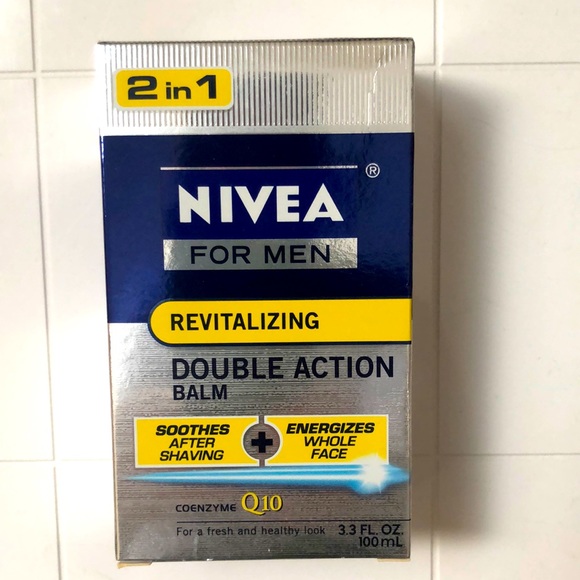 2 in 1
NIVEA®
FOR MEN
REVITALIZING
DOUBLE ACTION
BALM
SOOTHES
AFTER
SHAVING
+
ENERGIZES
WHOLE
FACE
COENZYME Q10
For a fresh and healthy look 3.3 FL. OZ.
100mL